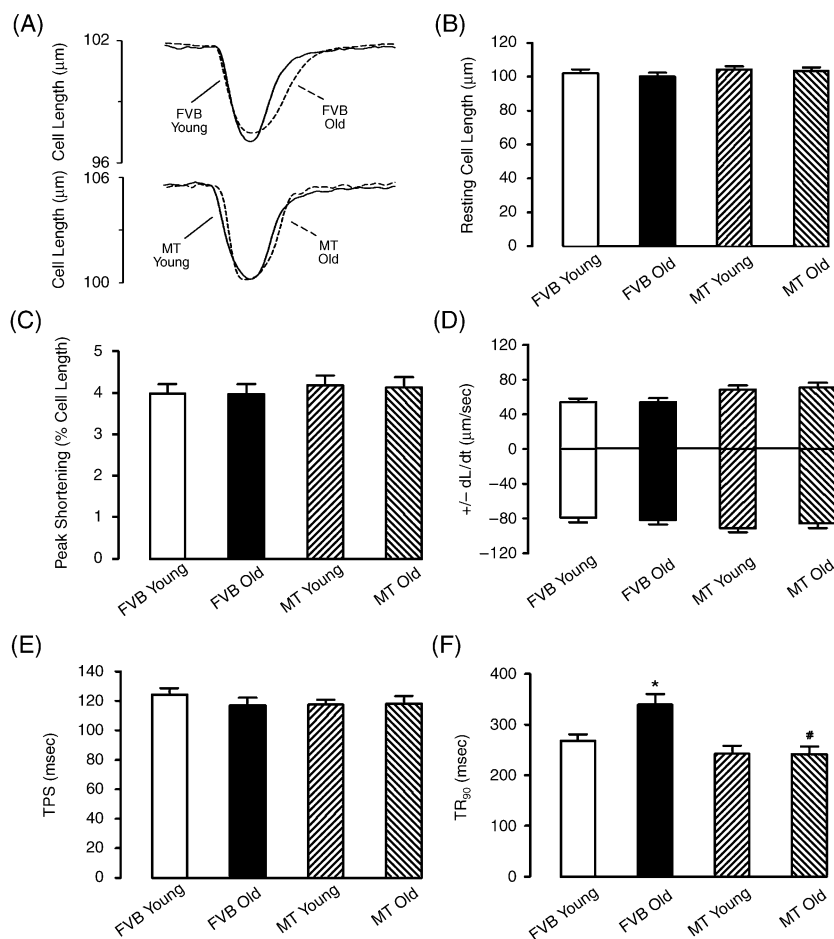 (A)
102
Cell Length (μm)
96
FVB
Young
FVB
Old
106
Cell Length (μm)
100
MT
Young
MT
Old
(B)
Resting Cell Length (μm)
120
100
80
60
40
20
0
FVB Young
FVB Old
MT Young
MT Old
(C)
Peak Shortening (% Cell Length)
5
4
3
2
1
0
FVB Young
FVB Old
MT Young
MT Old
(D)
+/− dL/dt (μm/sec)
120
80
40
0
−40
−80
−120
FVB Young
FVB Old
MT Young
MT Old
(E)
TPS (msec)
140
120
100
80
60
40
20
0
FVB Young
FVB Old
MT Young
MT Old
(F)
TR90 (msec)
400
300
200
100
0
*
#
FVB Young
FVB Old
MT Young
MT Old